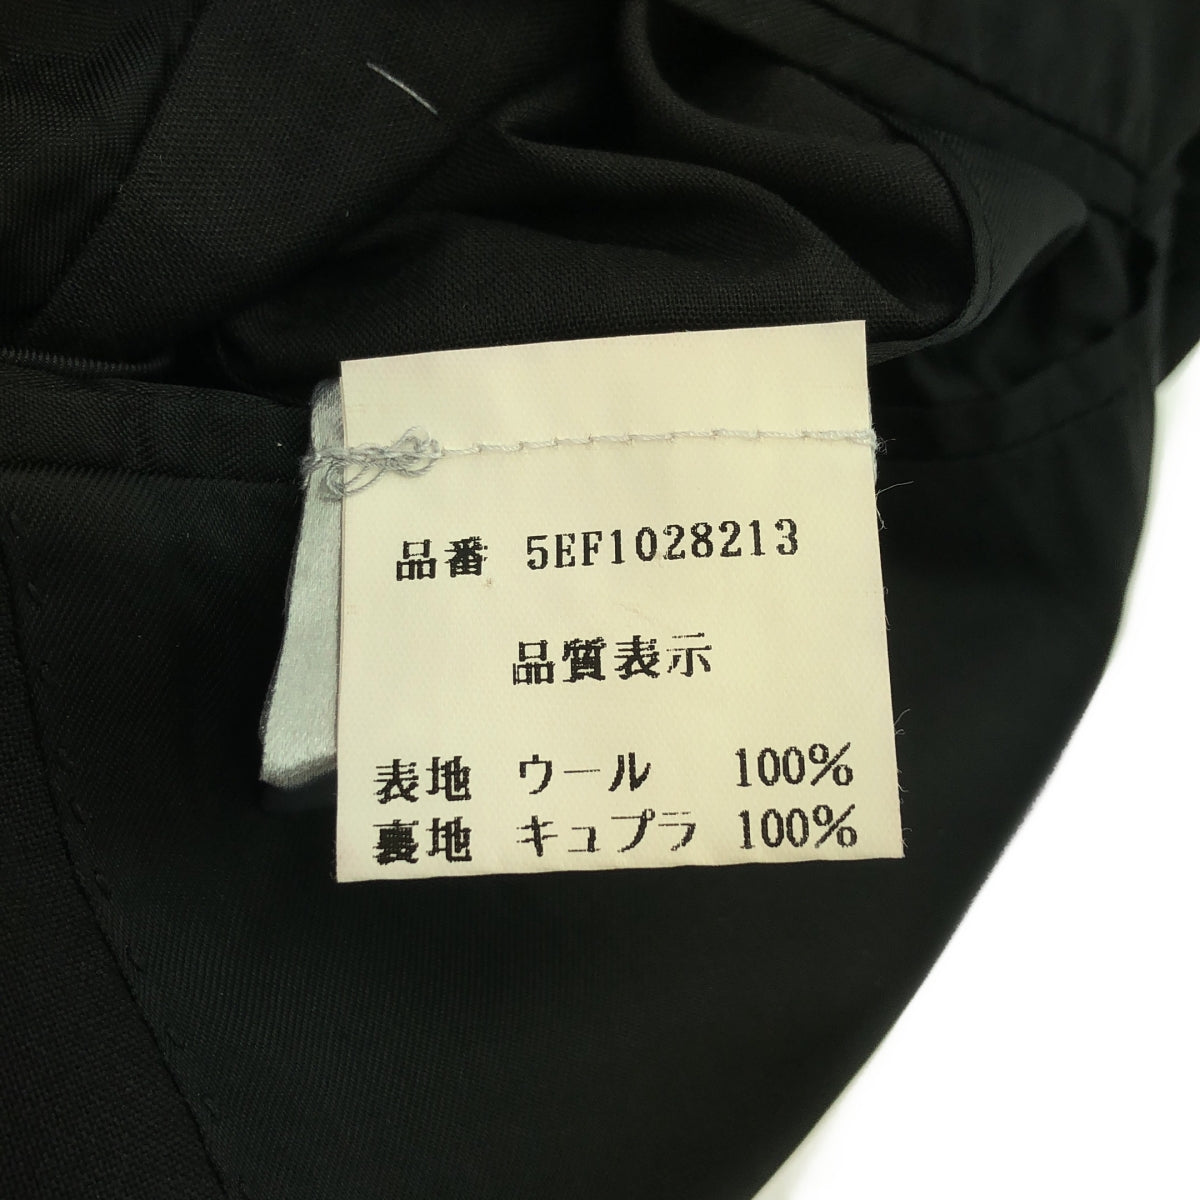 品番 5EF1028213
品質表示
表地 ウール 100%
裏地 キュプラ 100%